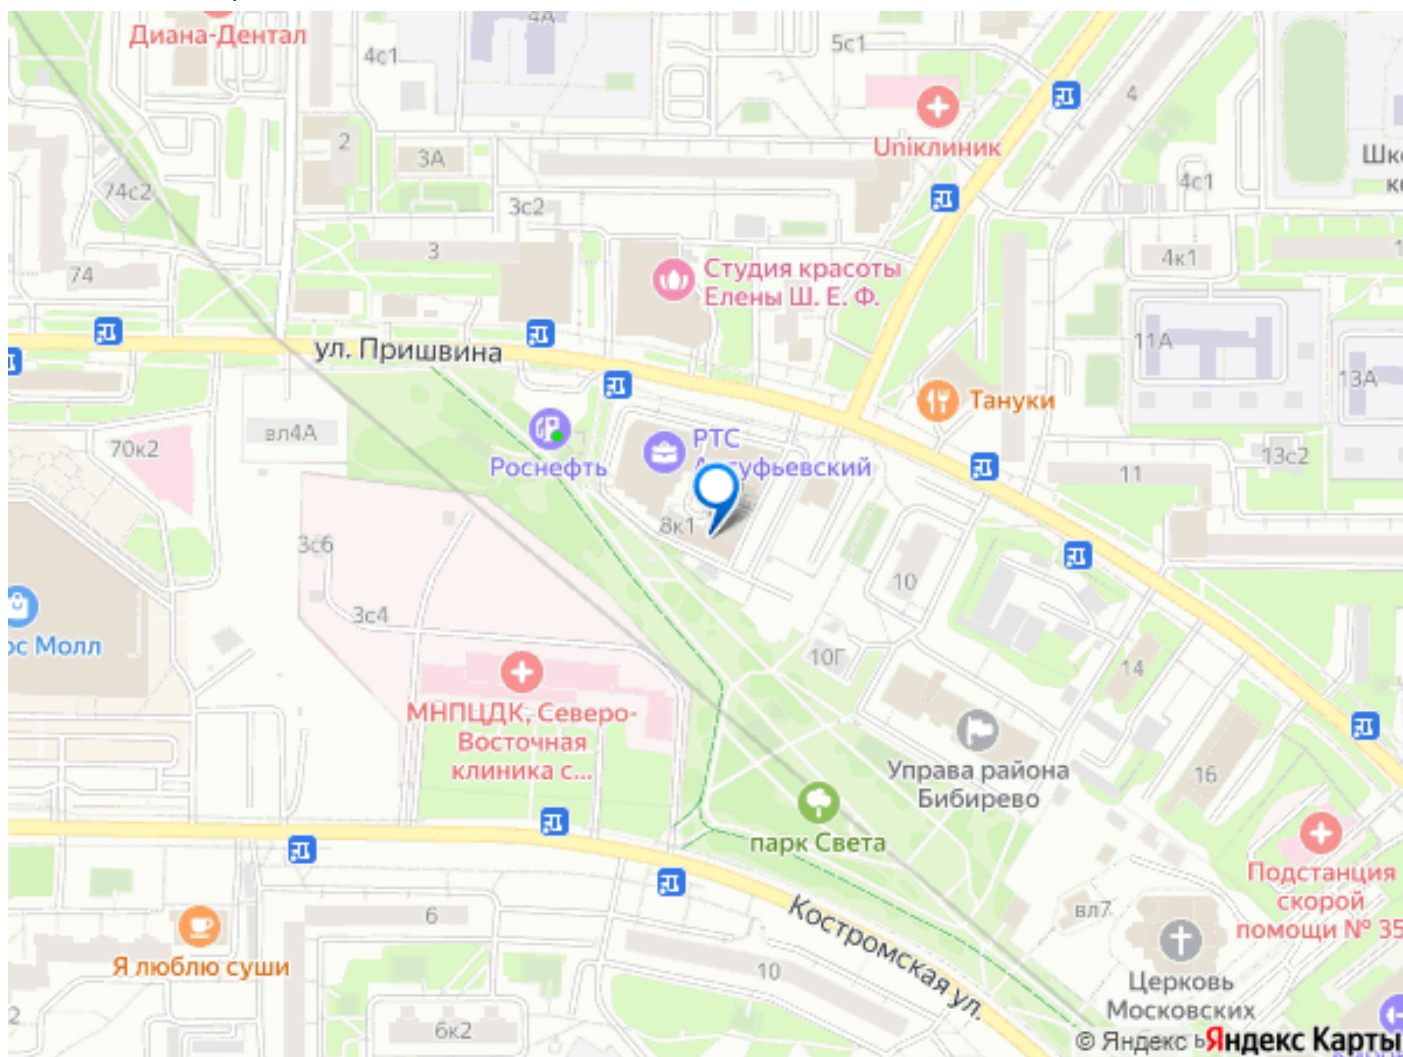 Диана-Дентал
4А
4с1
5с1
4
2
3А
Uniклиник
74с2
3с2
4с1
3
74
4к1
Студия красоты
Елены Ш. Е. Ф.
ул. Пришвина
11А
13А
Тануки
вл4А
70к2
Роснефть
РТС
8к1
11
13с2
3с6
3с4
10
10Г
14
МНПЦДК, Северо-
Восточная
клиника с...
Управа района
Бибирево
16
парк Света
Подстанция
скорой
помощи № 35
6
вл7
Костромская ул.
Я люблю суши
10
Церковь
Московских
2
6к2
© Яндекс
Яндекс Карты